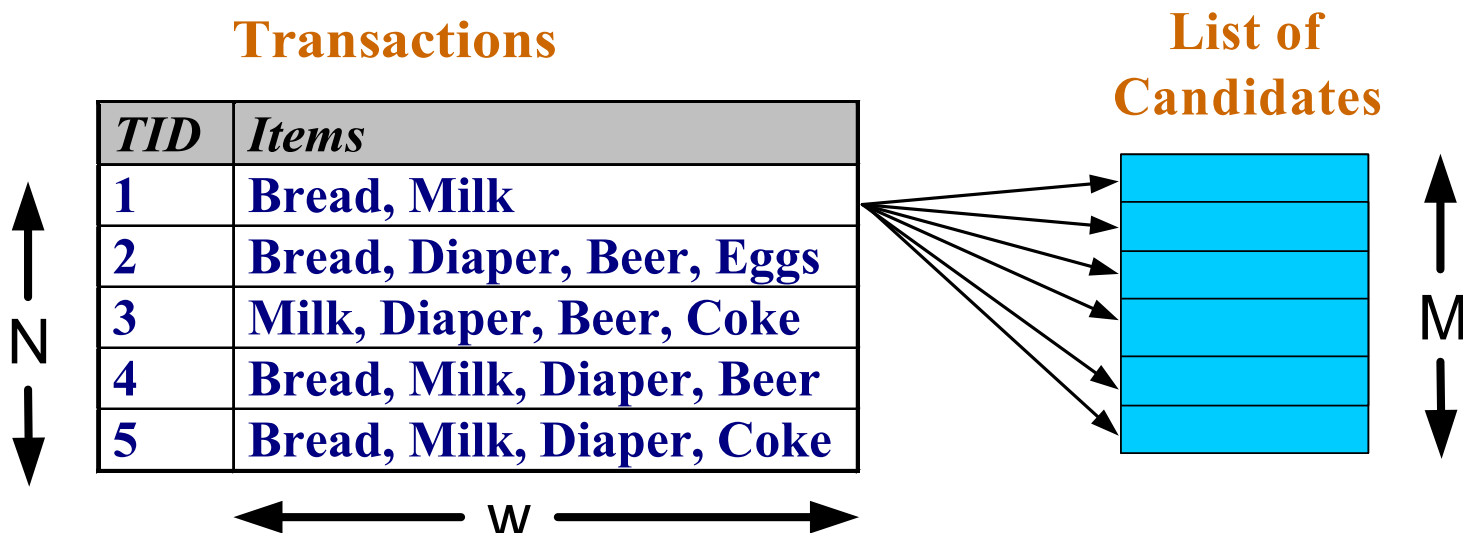 Transactions
List of
Candidates
TID Items
1 Bread, Milk
2 Bread, Diaper, Beer, Eggs
3 Milk, Diaper, Beer, Coke
4 Bread, Milk, Diaper, Beer
5 Bread, Milk, Diaper, Coke
N
M
w